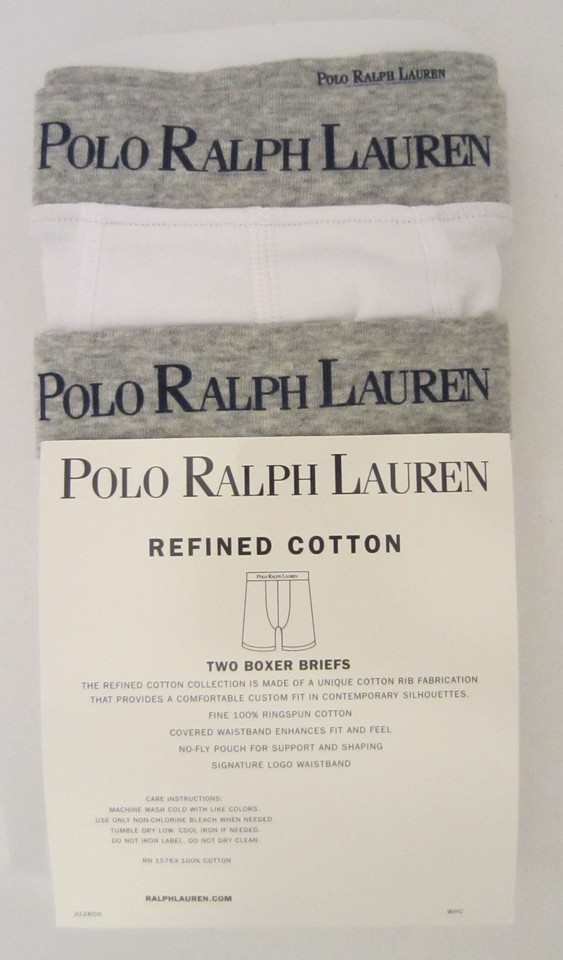 POLO RALPH LAUREN
POLO RALPH LAUREN
POLO RALPH LAUREN
POLO RALPH LAUREN
REFINED COTTON
POLO RALPH LAUREN
TWO BOXER BRIEFS
THE REFINED COTTON COLLECTION IS MADE OF A UNIQUE COTTON RIB FABRICATION
THAT PROVIDES A COMFORTABLE CUSTOM FIT IN CONTEMPORARY SILHOUETTES.
FINE 100% RINGSPUN COTTON
COVERED WAISTBAND ENHANCES FIT AND FEEL
NO-FLY POUCH FOR SUPPORT AND SHAPING
SIGNATURE LOGO WAISTBAND
CARE INSTRUCTIONS:
MACHINE WASH COLD WITH LIKE COLORS.
USE ONLY NON-CHLORINE BLEACH WHEN NEEDED.
TUMBLE DRY LOW. COOL IRON IF NEEDED.
DO NOT IRON LABEL. DO NOT DRY CLEAN.
RN 15763 100% COTTON
RALPHLAUREN.COM
JU2600 WHC